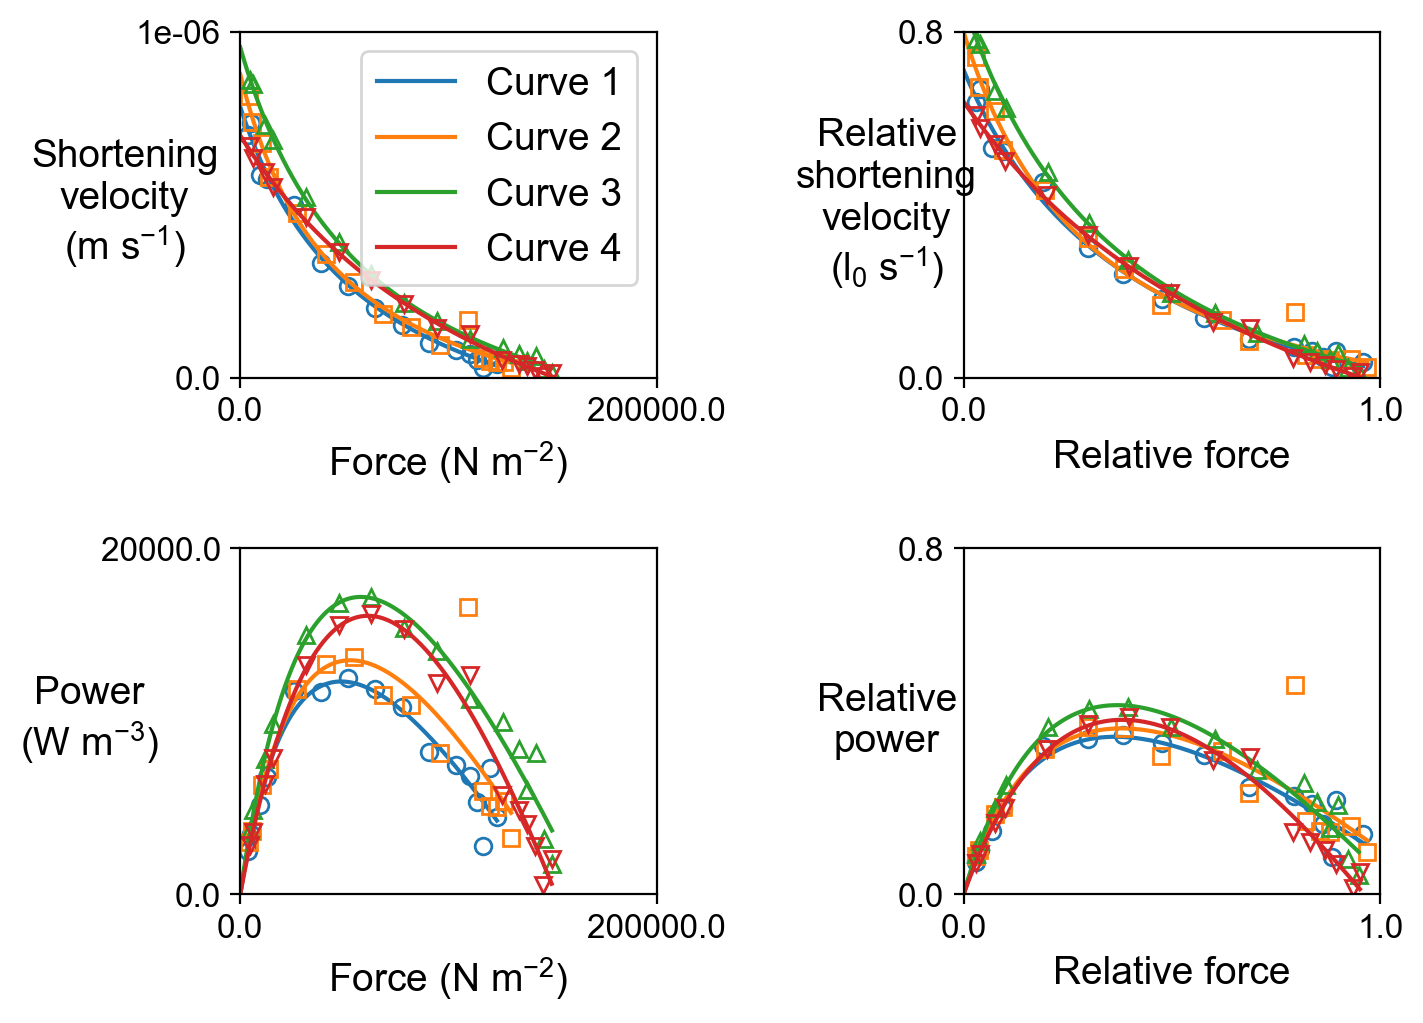 1e-06
Shortening
velocity
(m s⁻¹)
0.0
0.0
200000.0
Force (N m⁻²)
Curve 1
Curve 2
Curve 3
Curve 4
0.8
Relative
shortening
velocity
(l₀ s⁻¹)
0.0
0.0
1.0
Relative force
20000.0
Power
(W m⁻³)
0.0
0.0
200000.0
Force (N m⁻²)
0.8
Relative
power
0.0
0.0
1.0
Relative force